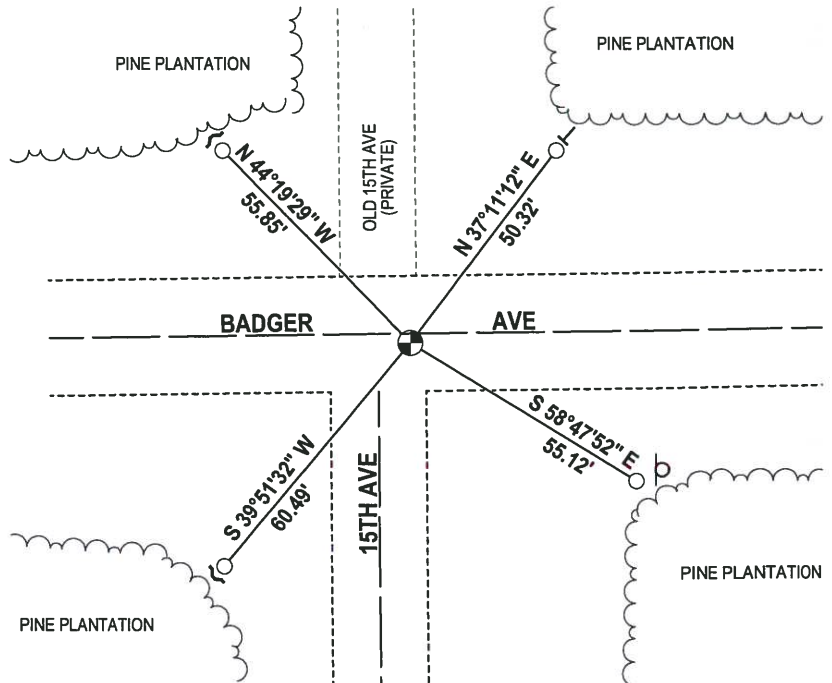 PINE PLANTATION
PINE PLANTATION
OLD 15TH AVE
(PRIVATE)
N 44°19'29" W
55.85'
N 37°11'12" E
50.32'
BADGER AVE
S 58°47'52" E
55.12'
S 39°51'32" W
60.49'
15TH AVE
PINE PLANTATION
PINE PLANTATION